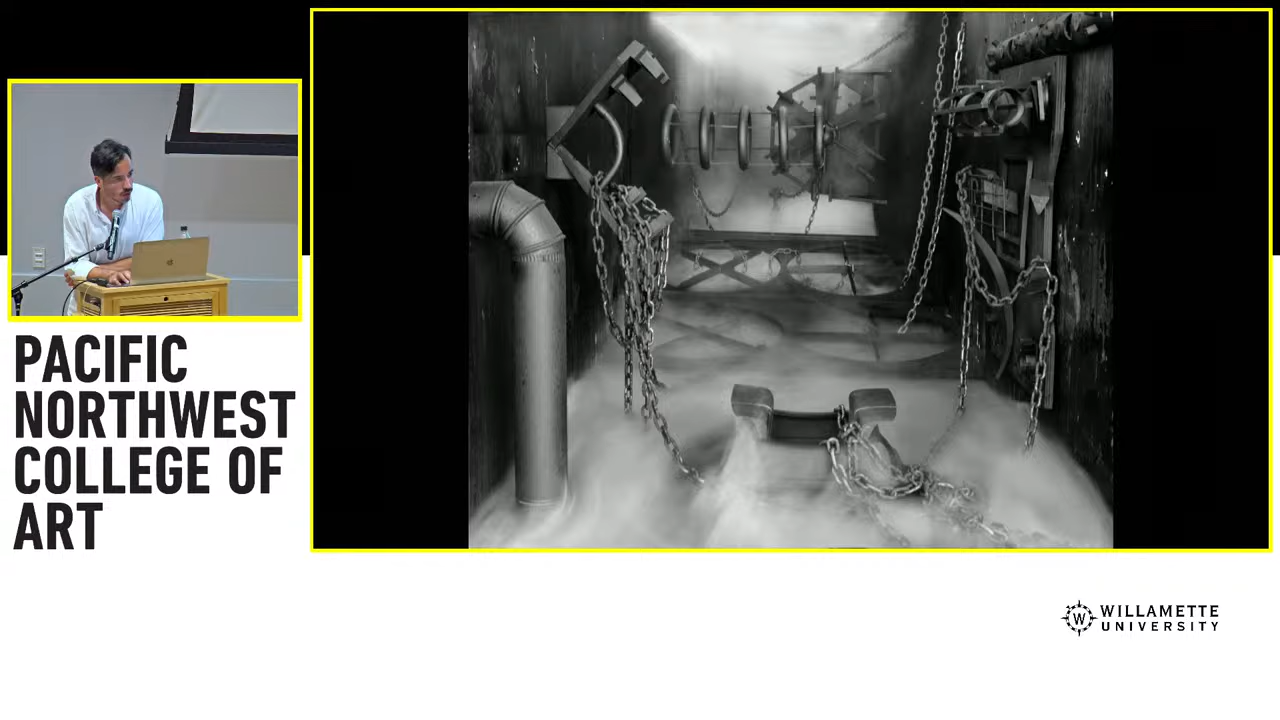 PACIFIC
NORTHWEST
COLLEGE OF
ART
W
WILLAMETTE
UNIVERSITY